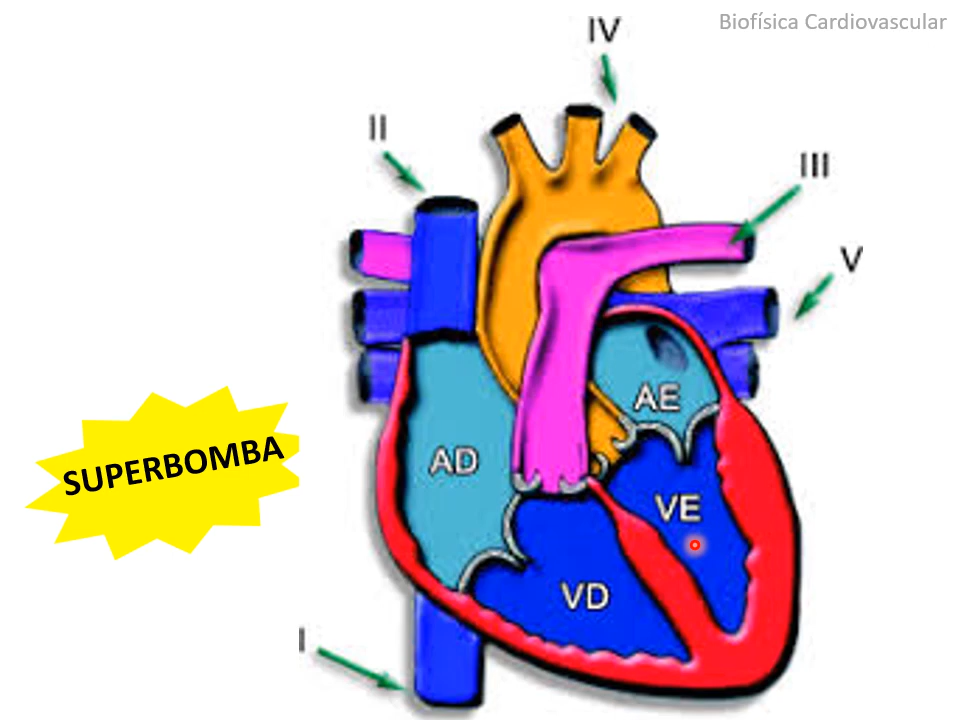 Biofísica Cardiovascular
IV
II
III
V
AE
SUPERBOMBA
AD
VE
VD
I